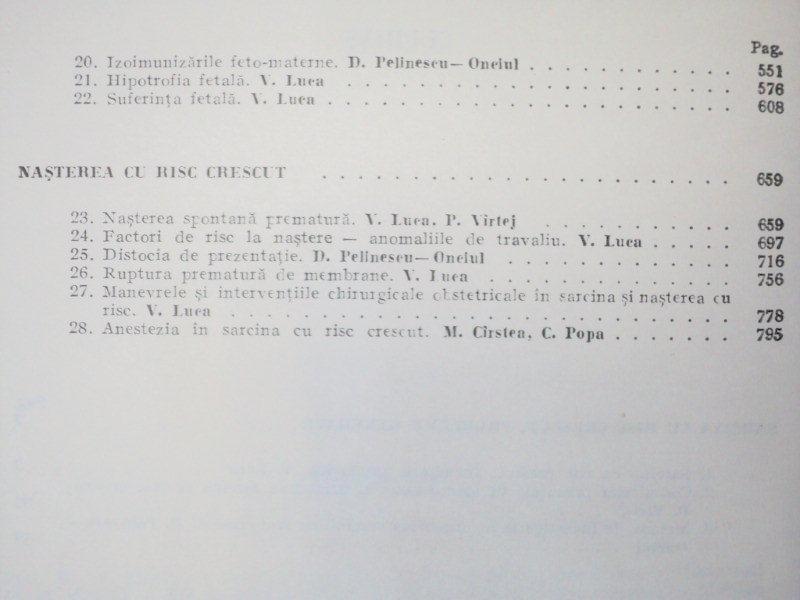 Pag.
20. Izoimunizările feto-materne. D. Pelinescu—Onciul . . . . . . . . . . . 551
21. Hipotrofia fetală. V. Luca . . . . . . . . . . . . . . . . . . . . . 576
22. Suferința fetală. V. Luca . . . . . . . . . . . . . . . . . . . . . . 608
NAȘTEREA CU RISC CRESCUT . . . . . . . . . . . . . . . . . . . . . . 659
23. Nașterea spontană prematură. V. Luca, P. Vîrtej . . . . . . . . . . . 659
24. Factori de risc la naștere — anomaliile de travaliu. V. Luca . . . . . 697
25. Distocia de prezentație. D. Pelinescu—Onciul . . . . . . . . . . . . 716
26. Ruptura prematură de membrane. V. Luca . . . . . . . . . . . . . . 756
27. Manevrele și intervențiile chirurgicale obstetricale în sarcina și nașterea cu
risc. V. Luca . . . . . . . . . . . . . . . . . . . . . . . . . . . 778
28. Anestezia în sarcina cu risc crescut. M. Cîrstea, C. Popa . . . . . . . 795